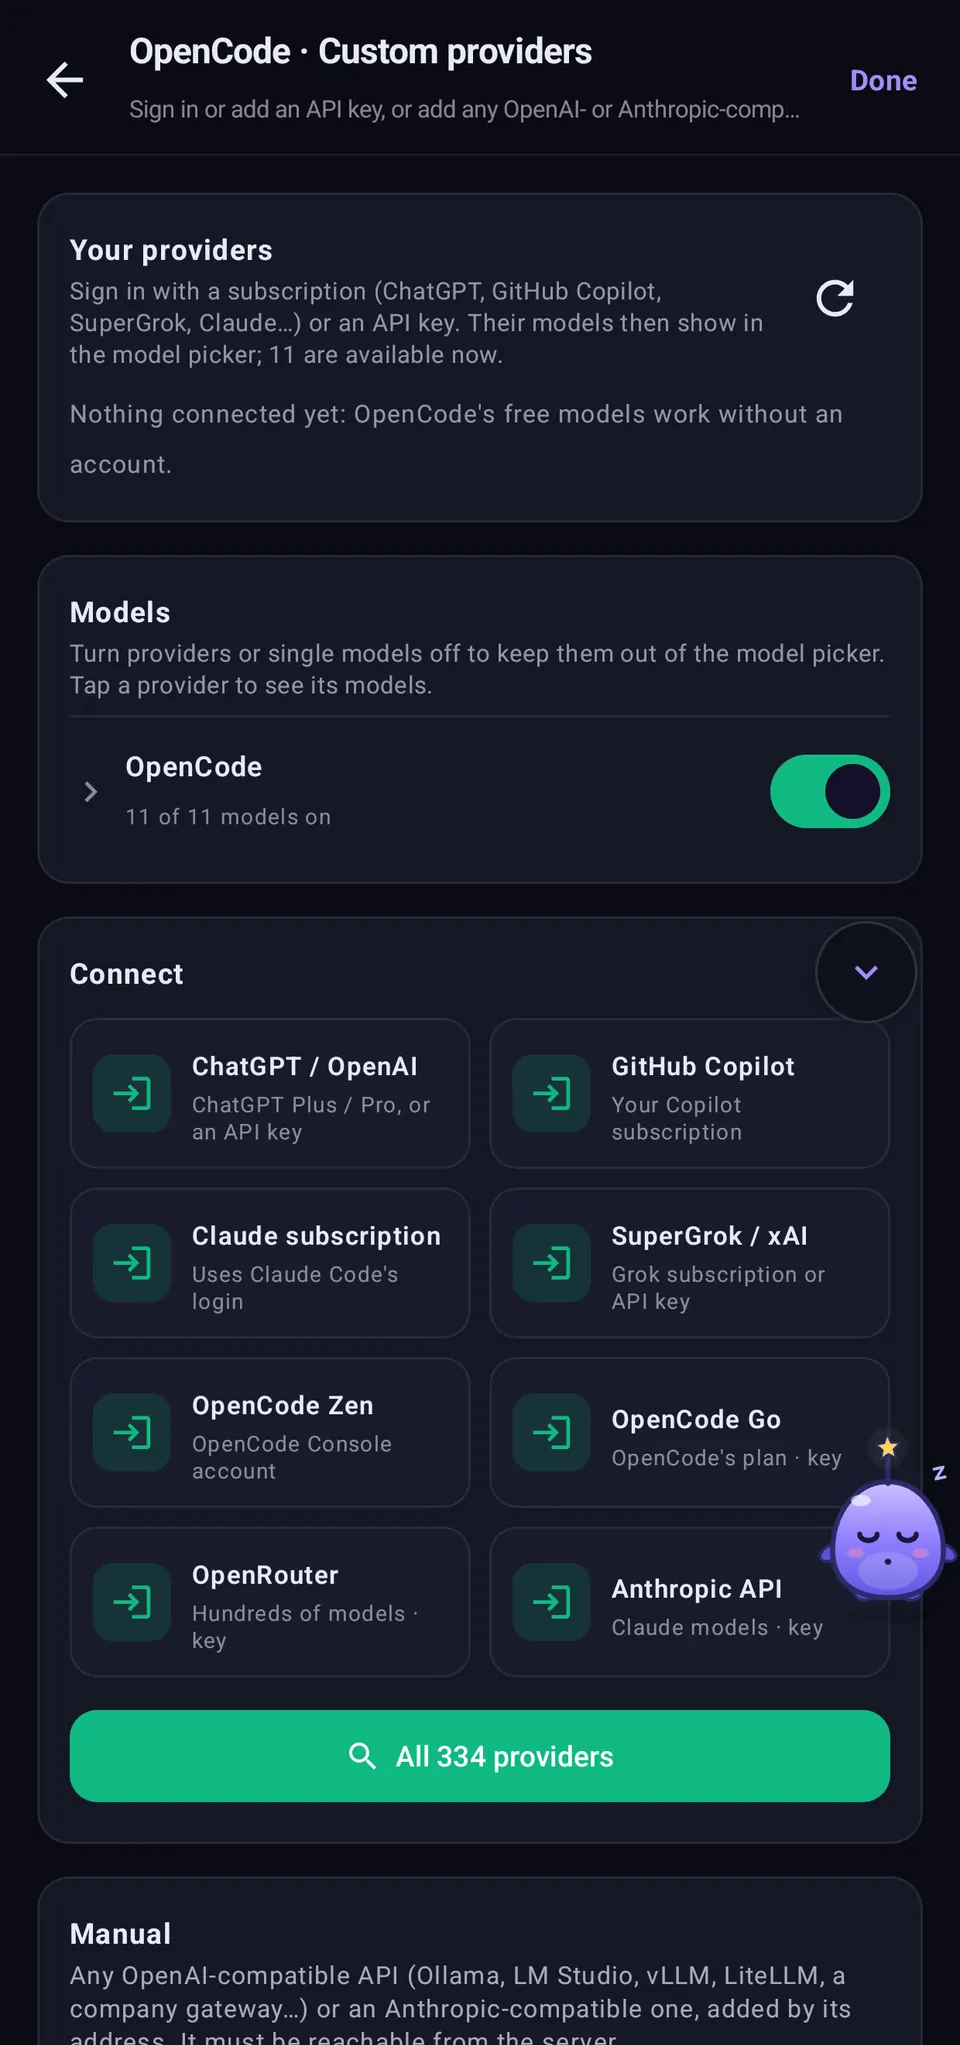 OpenCode · Custom providers
Sign in or add an API key, or add any OpenAI- or Anthropic-comp…
Done
Your providers
Sign in with a subscription (ChatGPT, GitHub Copilot,
SuperGrok, Claude…) or an API key. Their models then show in
the model picker; 11 are available now.
Nothing connected yet: OpenCode's free models work without an
account.
Models
Turn providers or single models off to keep them out of the model picker.
Tap a provider to see its models.
OpenCode
11 of 11 models on
Connect
ChatGPT / OpenAI
ChatGPT Plus / Pro, or
an API key
GitHub Copilot
Your Copilot
subscription
Claude subscription
Uses Claude Code's
login
SuperGrok / xAI
Grok subscription or
API key
OpenCode Zen
OpenCode Console
account
OpenCode Go
OpenCode's plan · key
z
OpenRouter
Hundreds of models ·
key
Anthropic API
Claude models · key
All 334 providers
Manual
Any OpenAI-compatible API (Ollama, LM Studio, vLLM, LiteLLM, a
company gateway…) or an Anthropic-compatible one, added by its
address. It must be reachable from the server.